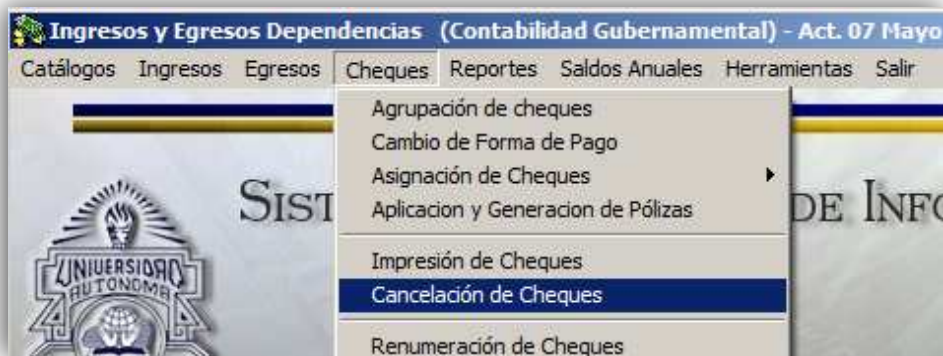 Ingresos y Egresos Dependencias (Contabilidad Gubernamental) - Act. 07 Mayo
Catálogos Ingresos Egresos Cheques Reportes Saldos Anuales Herramientas Salir
Agrupación de cheques
Cambio de Forma de Pago
Asignación de Cheques
Aplicacion y Generacion de Pólizas
SIST DE INFO
Impresión de Cheques
Cancelación de Cheques
Renumeración de Cheques
UNIVERSIDAD
AUTONOMA